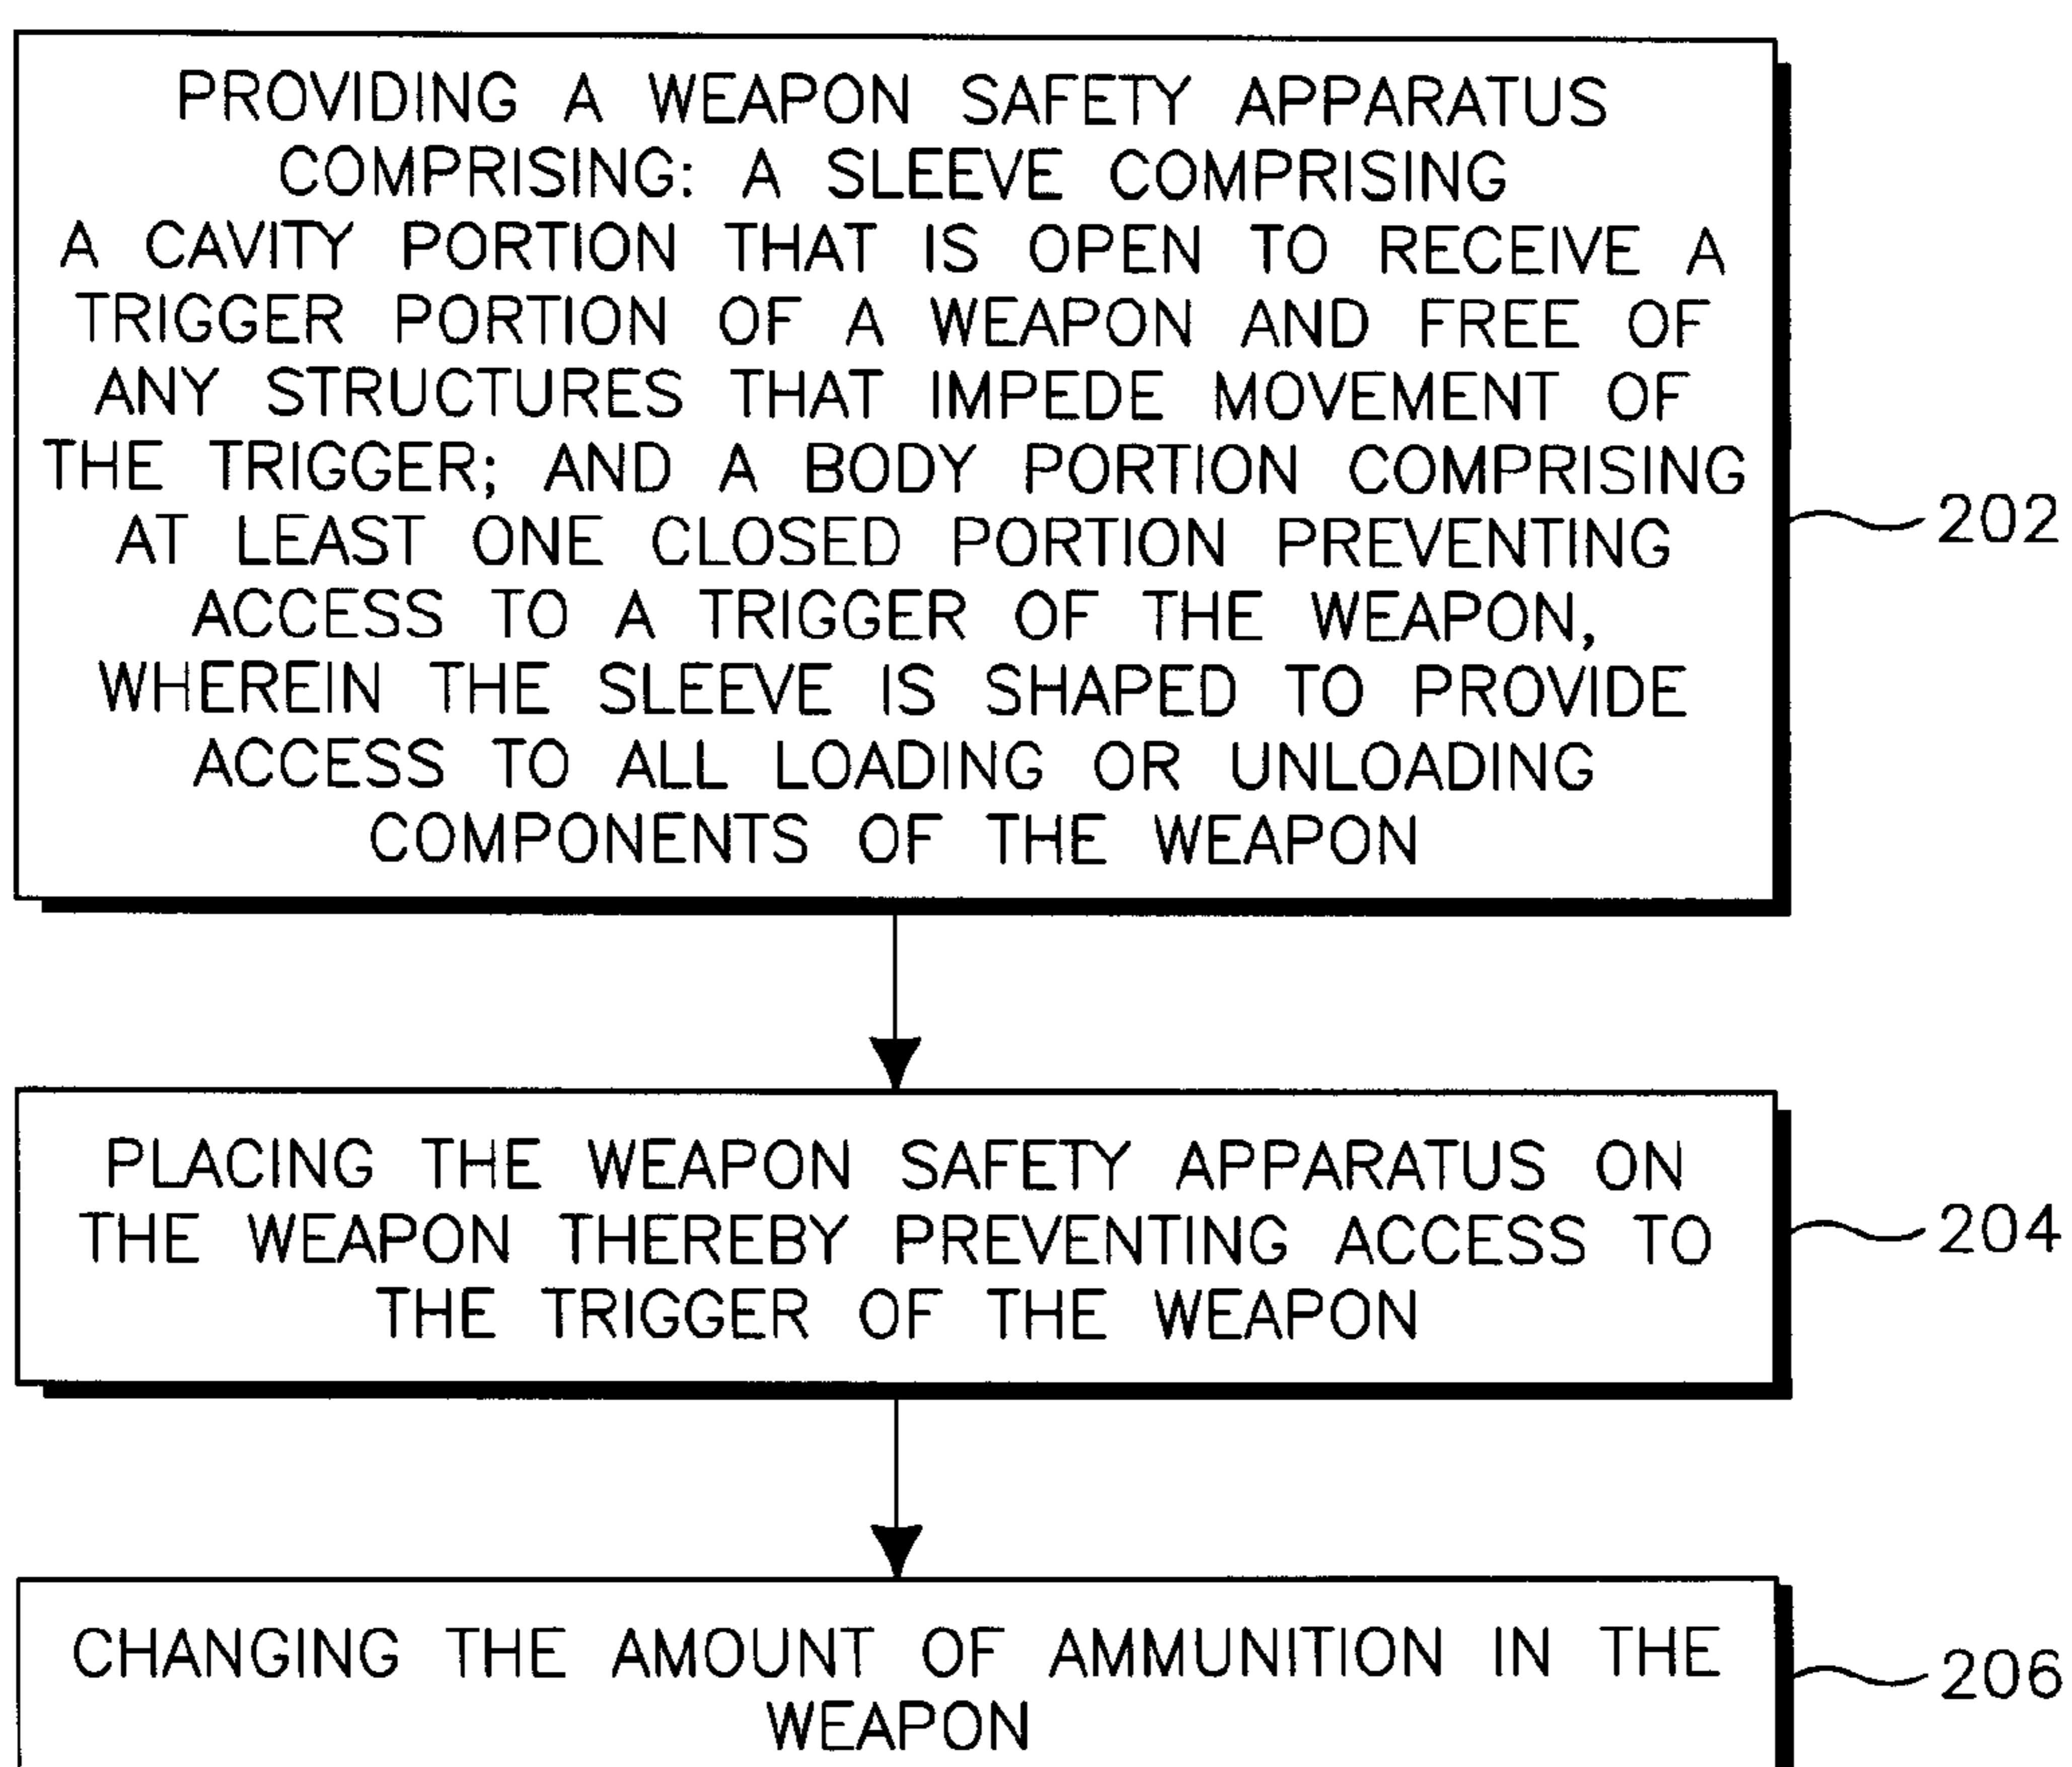 PROVIDING A WEAPON SAFETY APPARATUS
COMPRISING: A SLEEVE COMPRISING
A CAVITY PORTION THAT IS OPEN TO RECEIVE A
TRIGGER PORTION OF A WEAPON AND FREE OF
ANY STRUCTURES THAT IMPEDE MOVEMENT OF
THE TRIGGER; AND A BODY PORTION COMPRISING
AT LEAST ONE CLOSED PORTION PREVENTING
ACCESS TO A TRIGGER OF THE WEAPON,
WHEREIN THE SLEEVE IS SHAPED TO PROVIDE
ACCESS TO ALL LOADING OR UNLOADING
COMPONENTS OF THE WEAPON
202
PLACING THE WEAPON SAFETY APPARATUS ON
THE WEAPON THEREBY PREVENTING ACCESS TO
THE TRIGGER OF THE WEAPON
204
CHANGING THE AMOUNT OF AMMUNITION IN THE
WEAPON
206